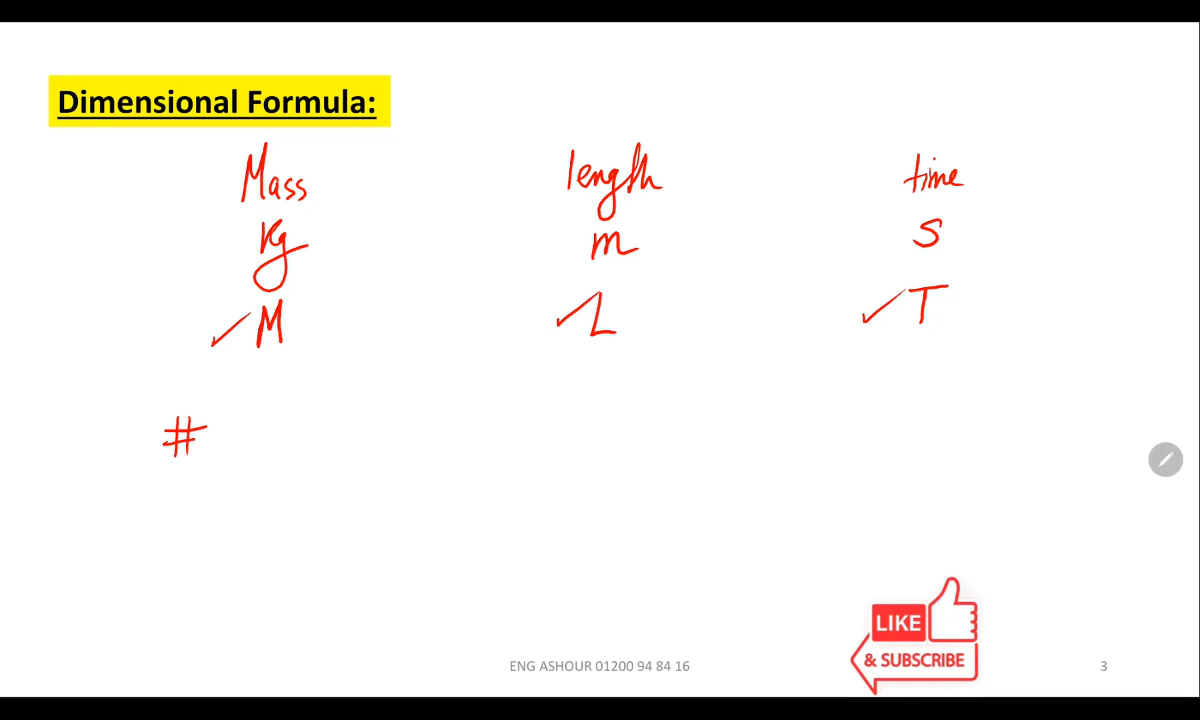 Dimensional Formula:
Mass length time
Kg m S
M L T
#
LIKE
& SUBSCRIBE
ENG ASHOUR 01200 94 84 16 3